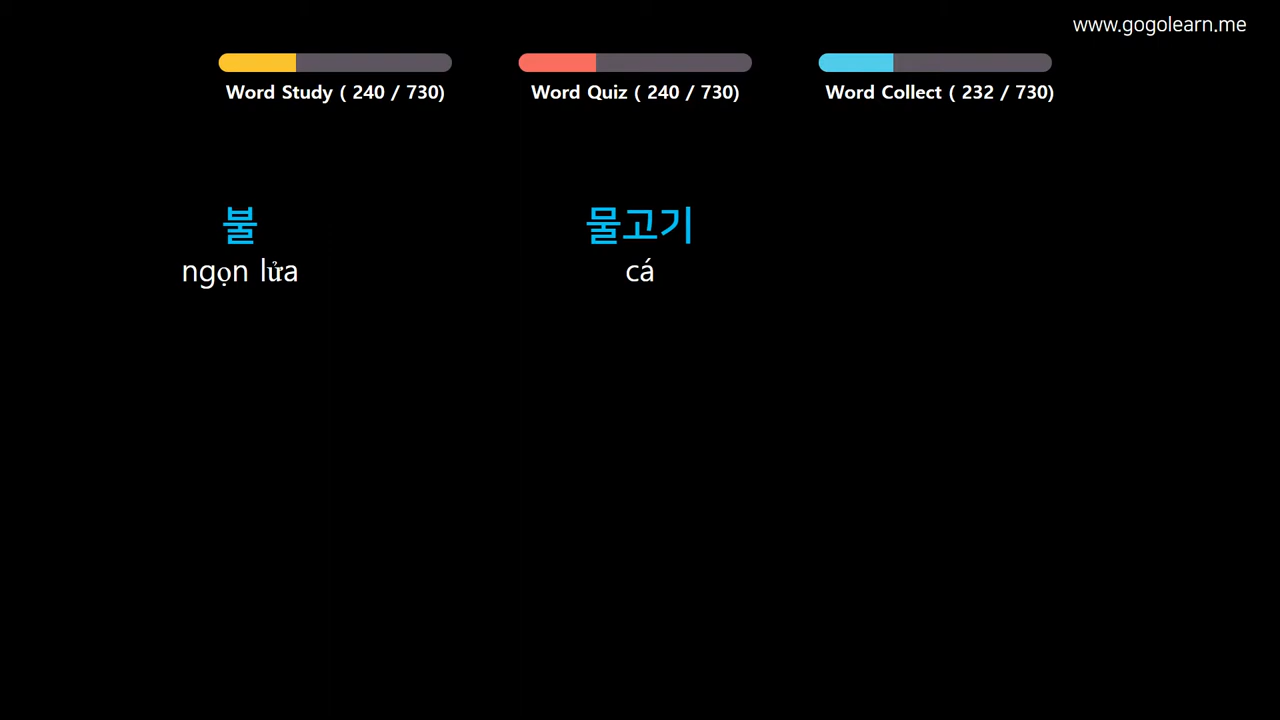 www.gogolearn.me
Word Study ( 240 / 730)
Word Quiz ( 240 / 730)
Word Collect ( 232 / 730)
불
ngọn lửa
물고기
cá